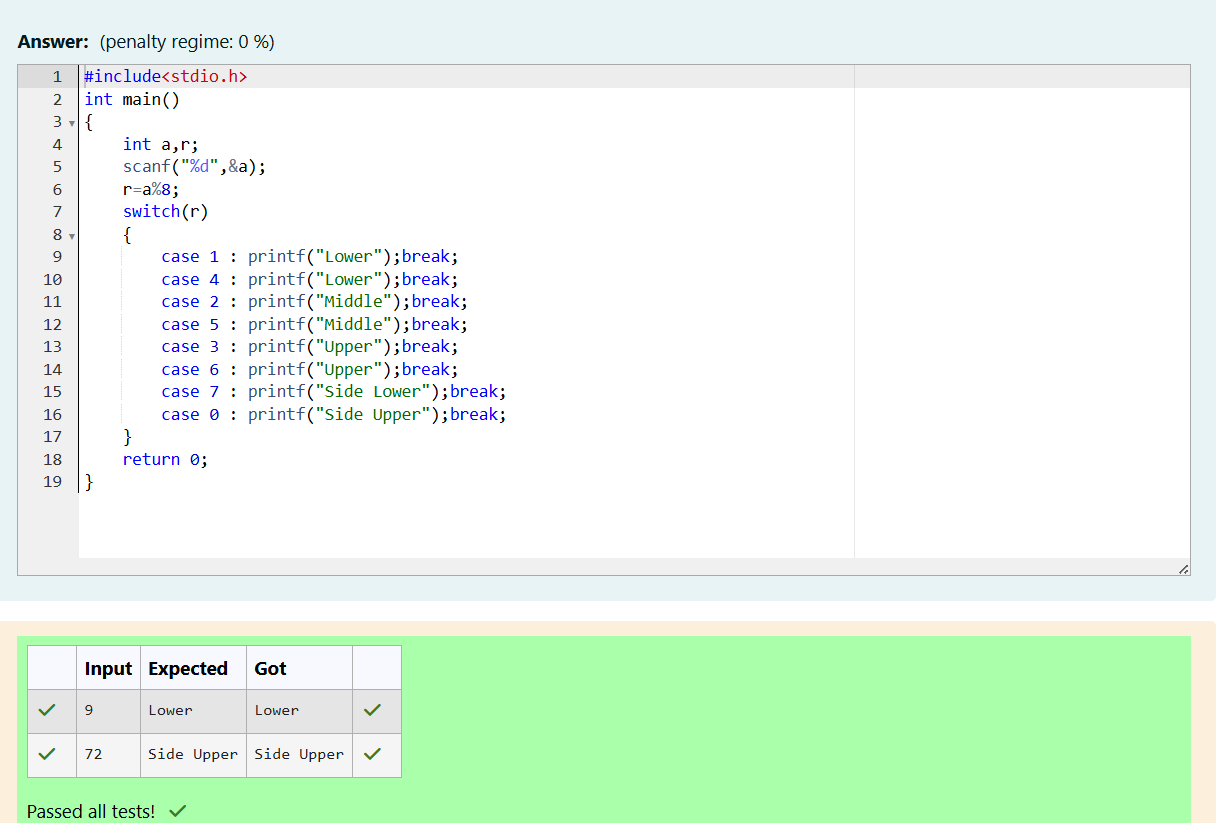 Answer: (penalty regime: 0 %)
1 #include<stdio.h>
2 int main()
3 {
4     int a,r;
5     scanf("%d",&a);
6     r=a%8;
7     switch(r)
8     {
9         case 1 : printf("Lower");break;
10         case 4 : printf("Lower");break;
11         case 2 : printf("Middle");break;
12         case 5 : printf("Middle");break;
13         case 3 : printf("Upper");break;
14         case 6 : printf("Upper");break;
15         case 7 : printf("Side Lower");break;
16         case 0 : printf("Side Upper");break;
17     }
18     return 0;
19 }
Input Expected Got
9 Lower Lower
72 Side Upper Side Upper
Passed all tests!